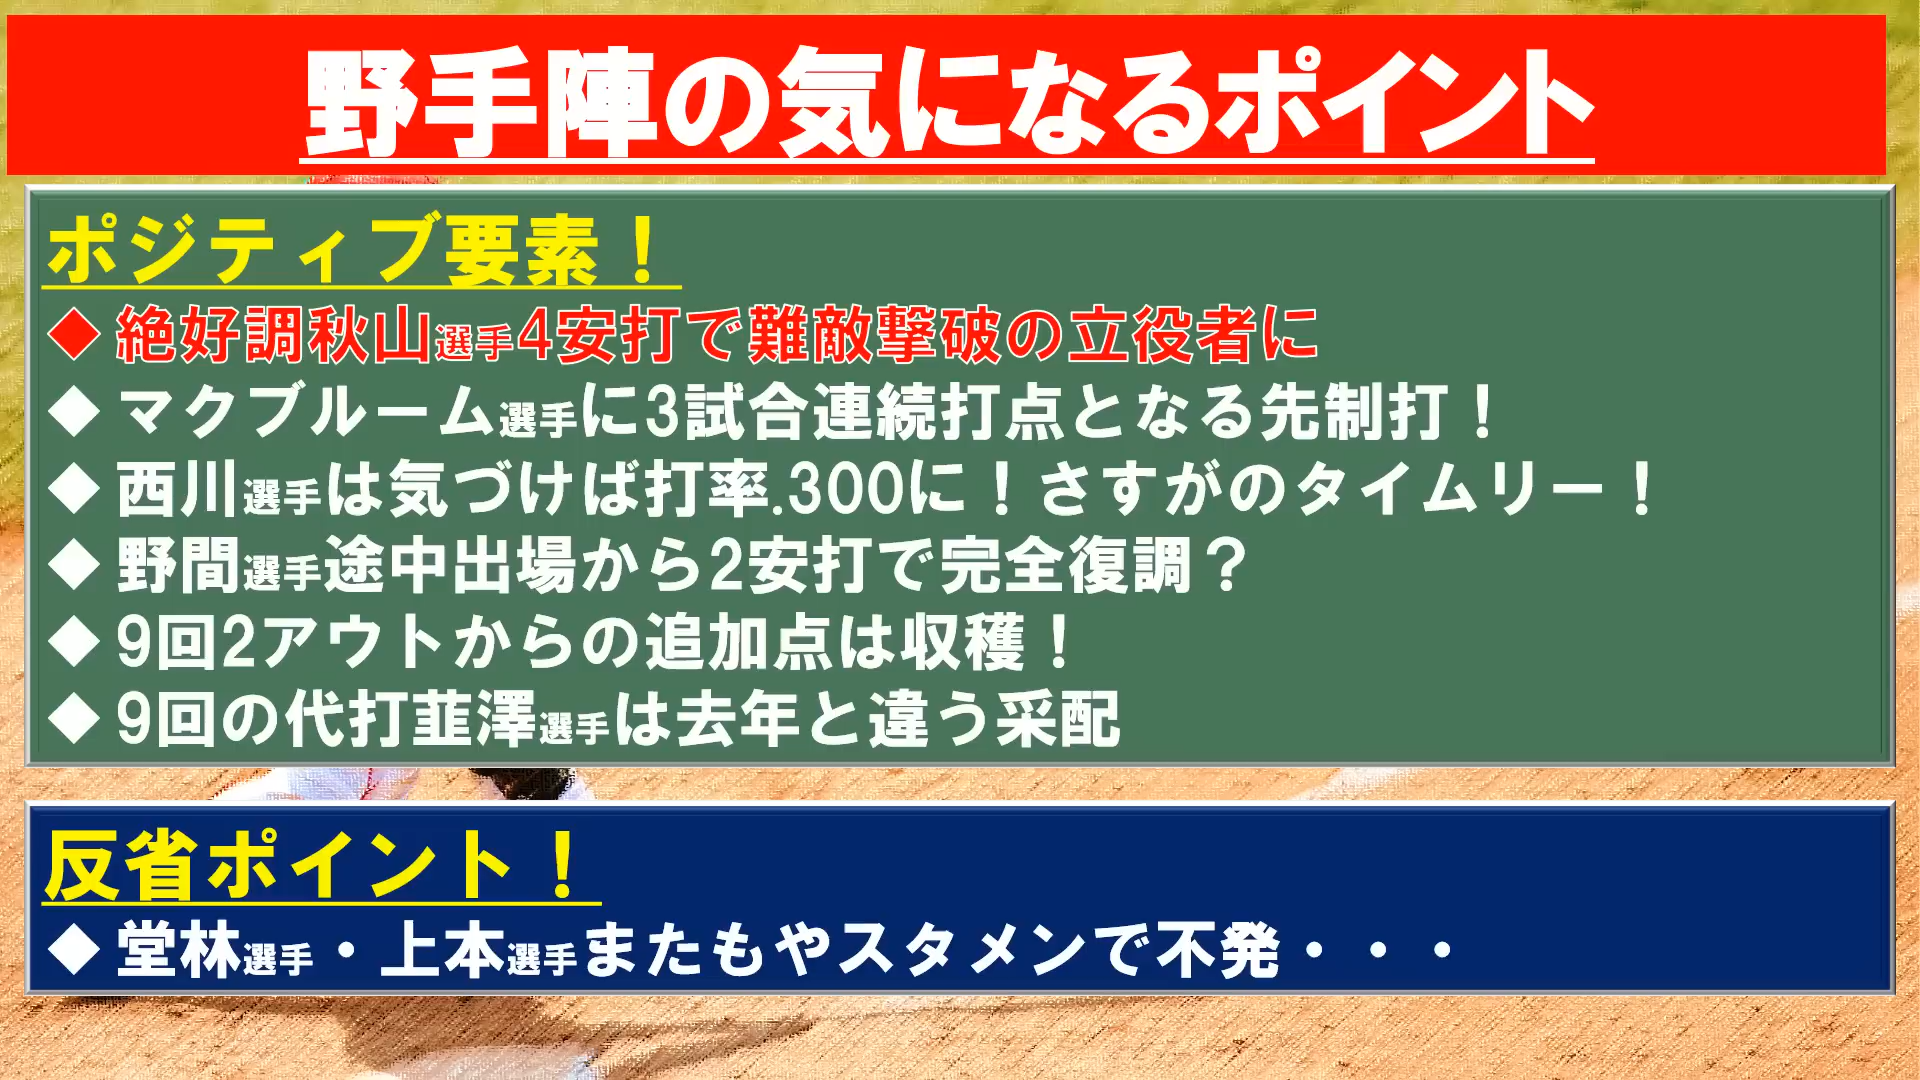 野手陣の気になるポイント
ポジティブ要素！
◆絶好調秋山選手4安打で難敵撃破の立役者に
◆マクブルーム選手に3試合連続打点となる先制打！
◆西川選手は気づけば打率.300に！さすがのタイムリー！
◆野間選手途中出場から2安打で完全復調？
◆9回2アウトからの追加点は収穫！
◆9回の代打韮澤選手は去年と違う采配
反省ポイント！
◆堂林選手・上本選手またもやスタメンで不発・・・